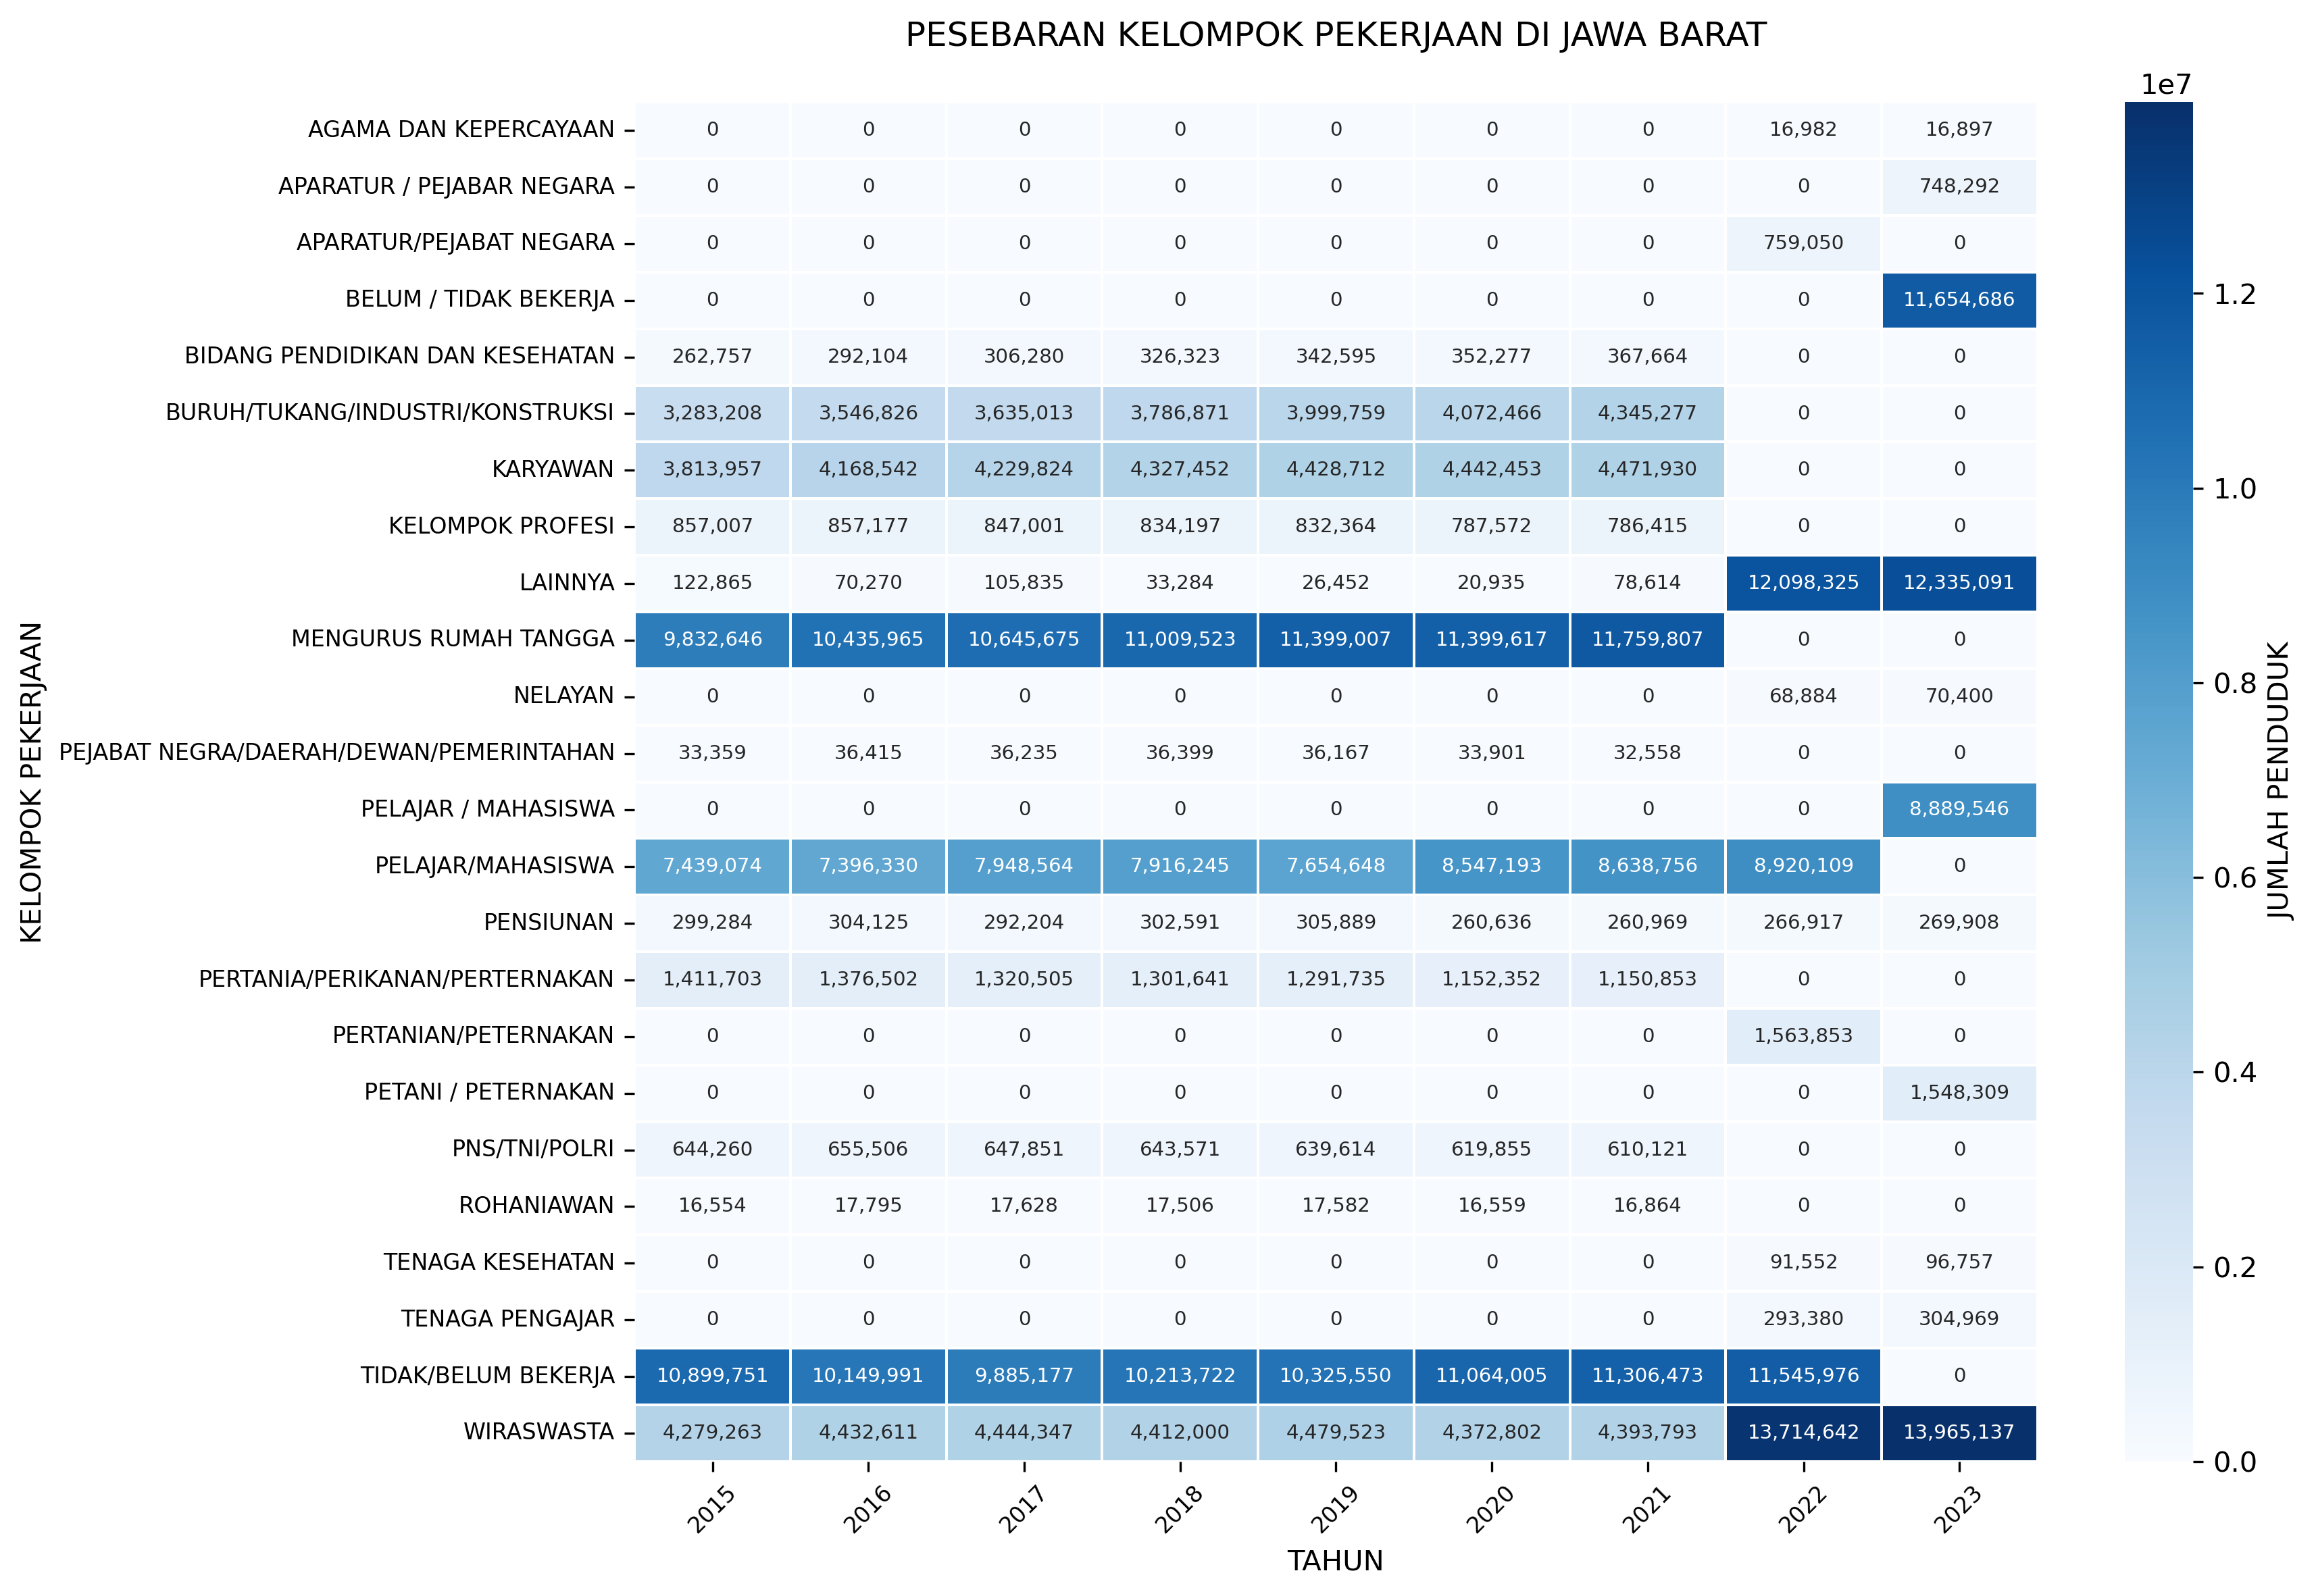 PESEBARAN KELOMPOK PEKERJAAN DI JAWA BARAT
1e7
AGAMA DAN KEPERCAYAAN 0 0 0 0 0 0 0 16,982 16,897
APARATUR / PEJABAR NEGARA 0 0 0 0 0 0 0 0 748,292
APARATUR/PEJABAT NEGARA 0 0 0 0 0 0 0 759,050 0
BELUM / TIDAK BEKERJA 0 0 0 0 0 0 0 0 11,654,686
BIDANG PENDIDIKAN DAN KESEHATAN 262,757 292,104 306,280 326,323 342,595 352,277 367,664 0 0
BURUH/TUKANG/INDUSTRI/KONSTRUKSI 3,283,208 3,546,826 3,635,013 3,786,871 3,999,759 4,072,466 4,345,277 0 0
KARYAWAN 3,813,957 4,168,542 4,229,824 4,327,452 4,428,712 4,442,453 4,471,930 0 0
KELOMPOK PROFESI 857,007 857,177 847,001 834,197 832,364 787,572 786,415 0 0
LAINNYA 122,865 70,270 105,835 33,284 26,452 20,935 78,614 12,098,325 12,335,091
MENGURUS RUMAH TANGGA 9,832,646 10,435,965 10,645,675 11,009,523 11,399,007 11,399,617 11,759,807 0 0
NELAYAN 0 0 0 0 0 0 0 68,884 70,400
PEJABAT NEGRA/DAERAH/DEWAN/PEMERINTAHAN 33,359 36,415 36,235 36,399 36,167 33,901 32,558 0 0
PELAJAR / MAHASISWA 0 0 0 0 0 0 0 0 8,889,546
PELAJAR/MAHASISWA 7,439,074 7,396,330 7,948,564 7,916,245 7,654,648 8,547,193 8,638,756 8,920,109 0
PENSIUNAN 299,284 304,125 292,204 302,591 305,889 260,636 260,969 266,917 269,908
PERTANIA/PERIKANAN/PERTERNAKAN 1,411,703 1,376,502 1,320,505 1,301,641 1,291,735 1,152,352 1,150,853 0 0
PERTANIAN/PETERNAKAN 0 0 0 0 0 0 0 1,563,853 0
PETANI / PETERNAKAN 0 0 0 0 0 0 0 0 1,548,309
PNS/TNI/POLRI 644,260 655,506 647,851 643,571 639,614 619,855 610,121 0 0
ROHANIAWAN 16,554 17,795 17,628 17,506 17,582 16,559 16,864 0 0
TENAGA KESEHATAN 0 0 0 0 0 0 0 91,552 96,757
TENAGA PENGAJAR 0 0 0 0 0 0 0 293,380 304,969
TIDAK/BELUM BEKERJA 10,899,751 10,149,991 9,885,177 10,213,722 10,325,550 11,064,005 11,306,473 11,545,976 0
WIRASWASTA 4,279,263 4,432,611 4,444,347 4,412,000 4,479,523 4,372,802 4,393,793 13,714,642 13,965,137
2015 2016 2017 2018 2019 2020 2021 2022 2023
TAHUN
KELOMPOK PEKERJAAN
1.2
1.0
0.8
0.6
0.4
0.2
0.0
JUMLAH PENDUDUK